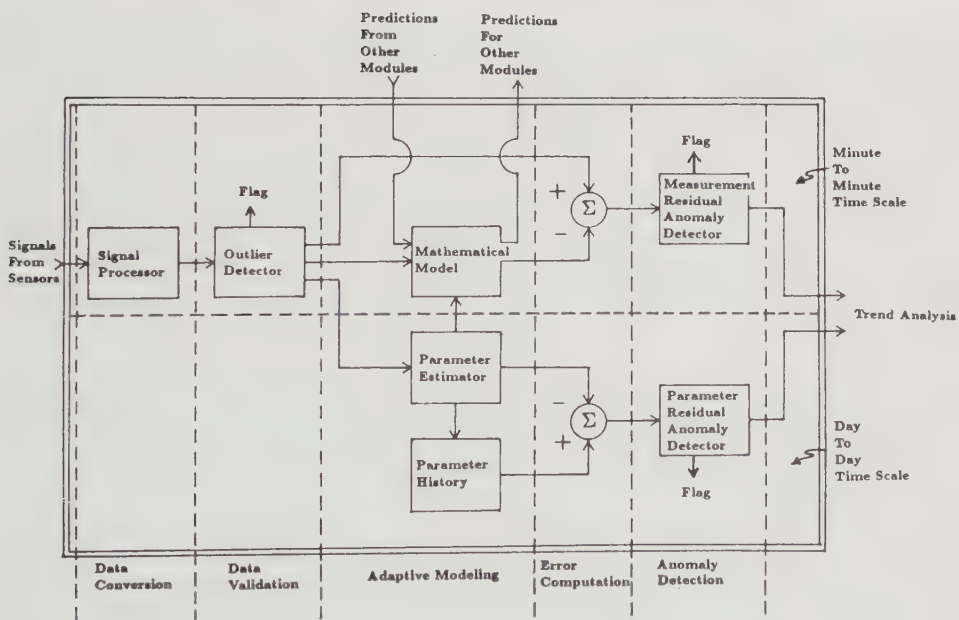 Predictions
From
Other
Modules
Predictions
For
Other
Modules
Flag
Flag
Minute
To
Minute
Time Scale
Signals
From
Sensors
Signal
Processor
Outlier
Detector
Mathematical
Model
+
Σ
−
Measurement
Residual
Anomaly
Detector
Trend Analysis
Parameter
Estimator
−
Σ
+
Parameter
Residual
Anomaly
Detector
Parameter
History
Flag
Day
To
Day
Time Scale
Data
Conversion
Data
Validation
Adaptive Modeling
Error
Computation
Anomaly
Detection